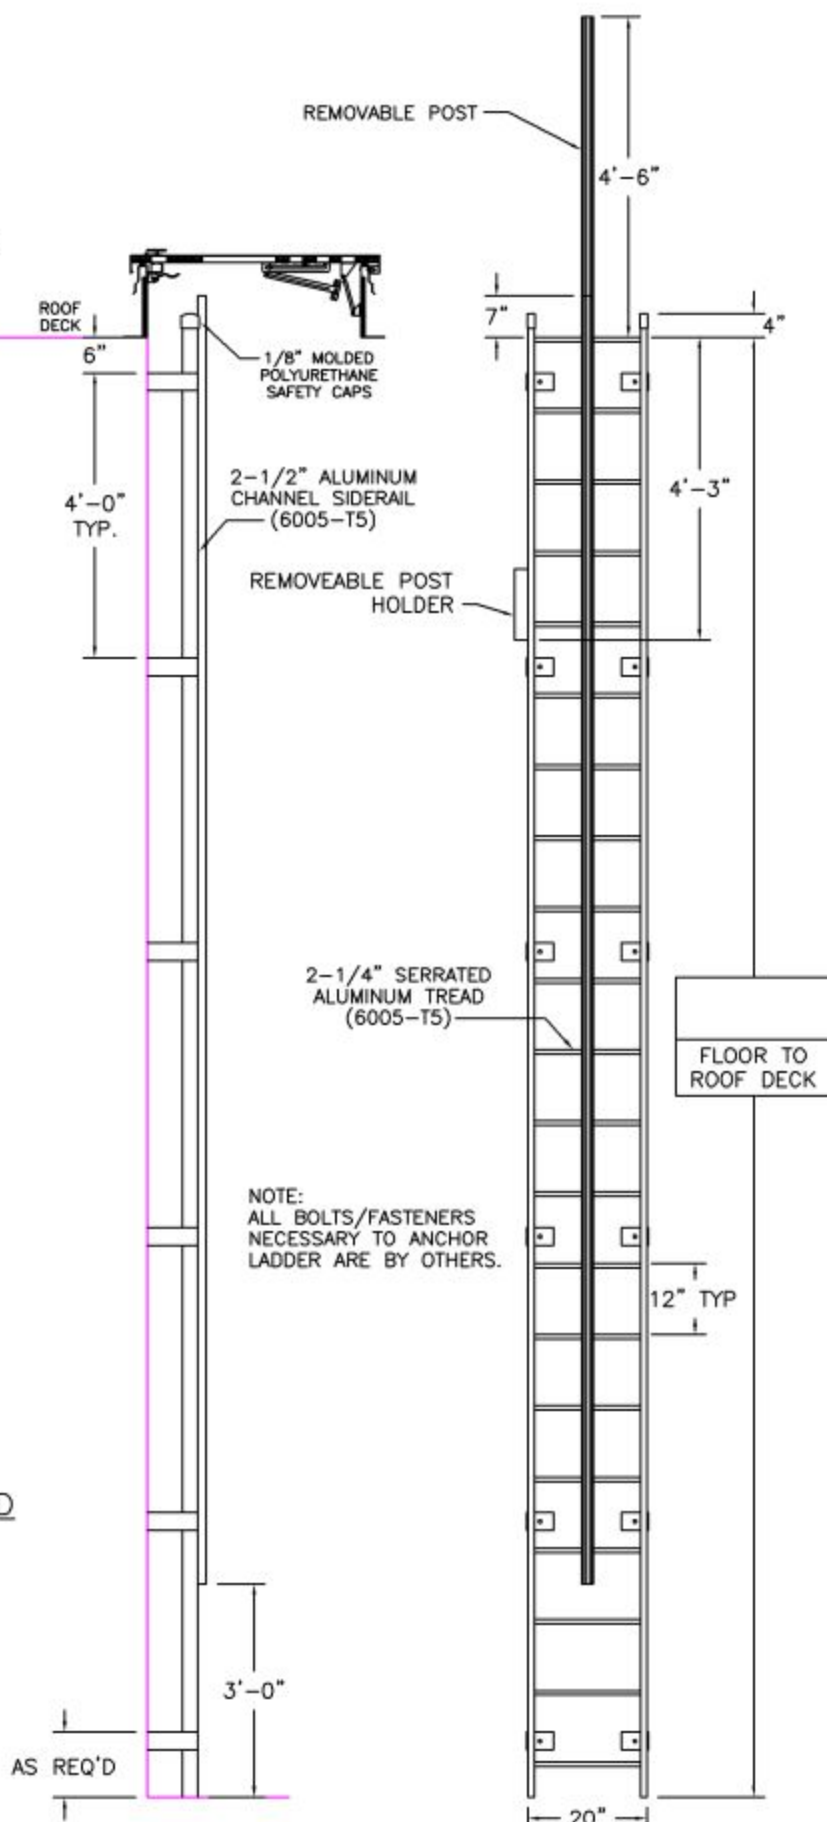 REMOVABLE POST
4'-6"
ROOF
DECK
7"
4"
6"
1/8" MOLDED
POLYURETHANE
SAFETY CAPS
2-1/2" ALUMINUM
CHANNEL SIDERAIL
(6005-T5)
4'-0"
TYP.
4'-3"
REMOVEABLE POST
HOLDER
2-1/4" SERRATED
ALUMINUM TREAD
(6005-T5)
FLOOR TO
ROOF DECK
NOTE:
ALL BOLTS/FASTENERS
NECESSARY TO ANCHOR
LADDER ARE BY OTHERS.
12" TYP
3'-0"
AS REQ'D
20"